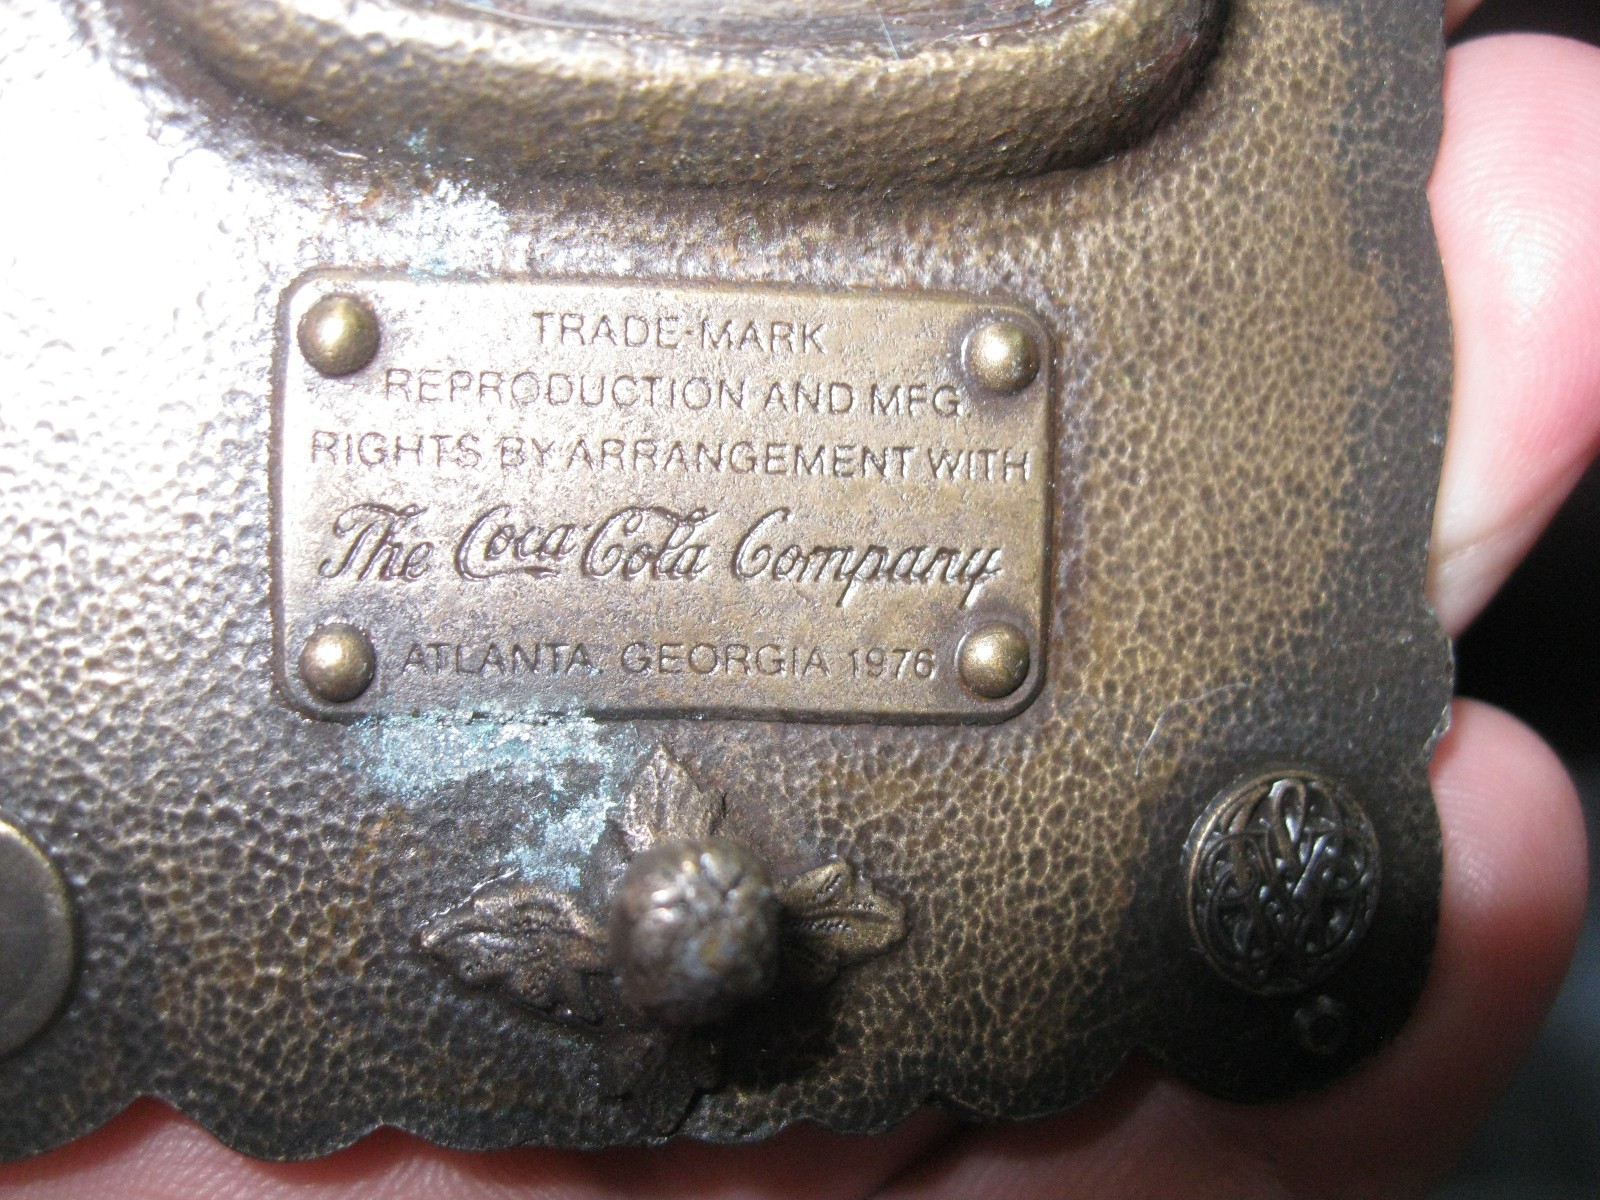 TRADE-MARK
REPRODUCTION AND MFG.
RIGHTS BY ARRANGEMENT WITH
The Coca-Cola Company
ATLANTA, GEORGIA 1976